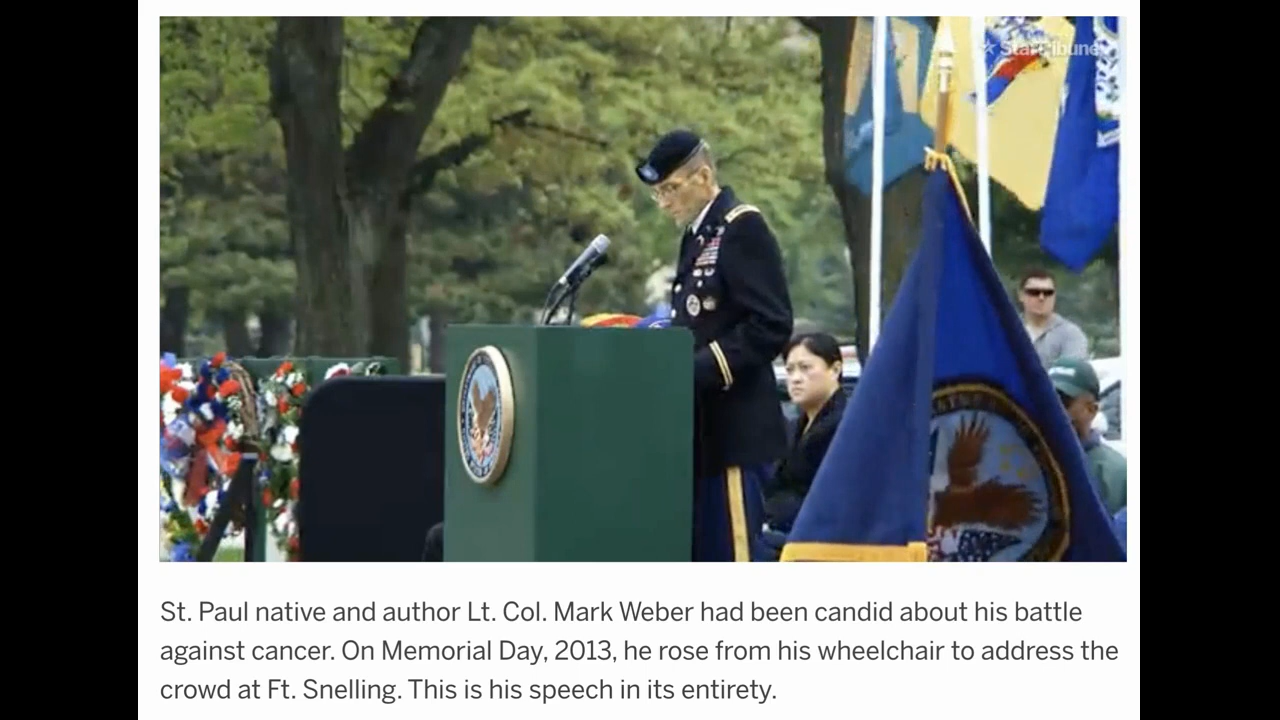 StarTribune
St. Paul native and author Lt. Col. Mark Weber had been candid about his battle
against cancer. On Memorial Day, 2013, he rose from his wheelchair to address the
crowd at Ft. Snelling. This is his speech in its entirety.